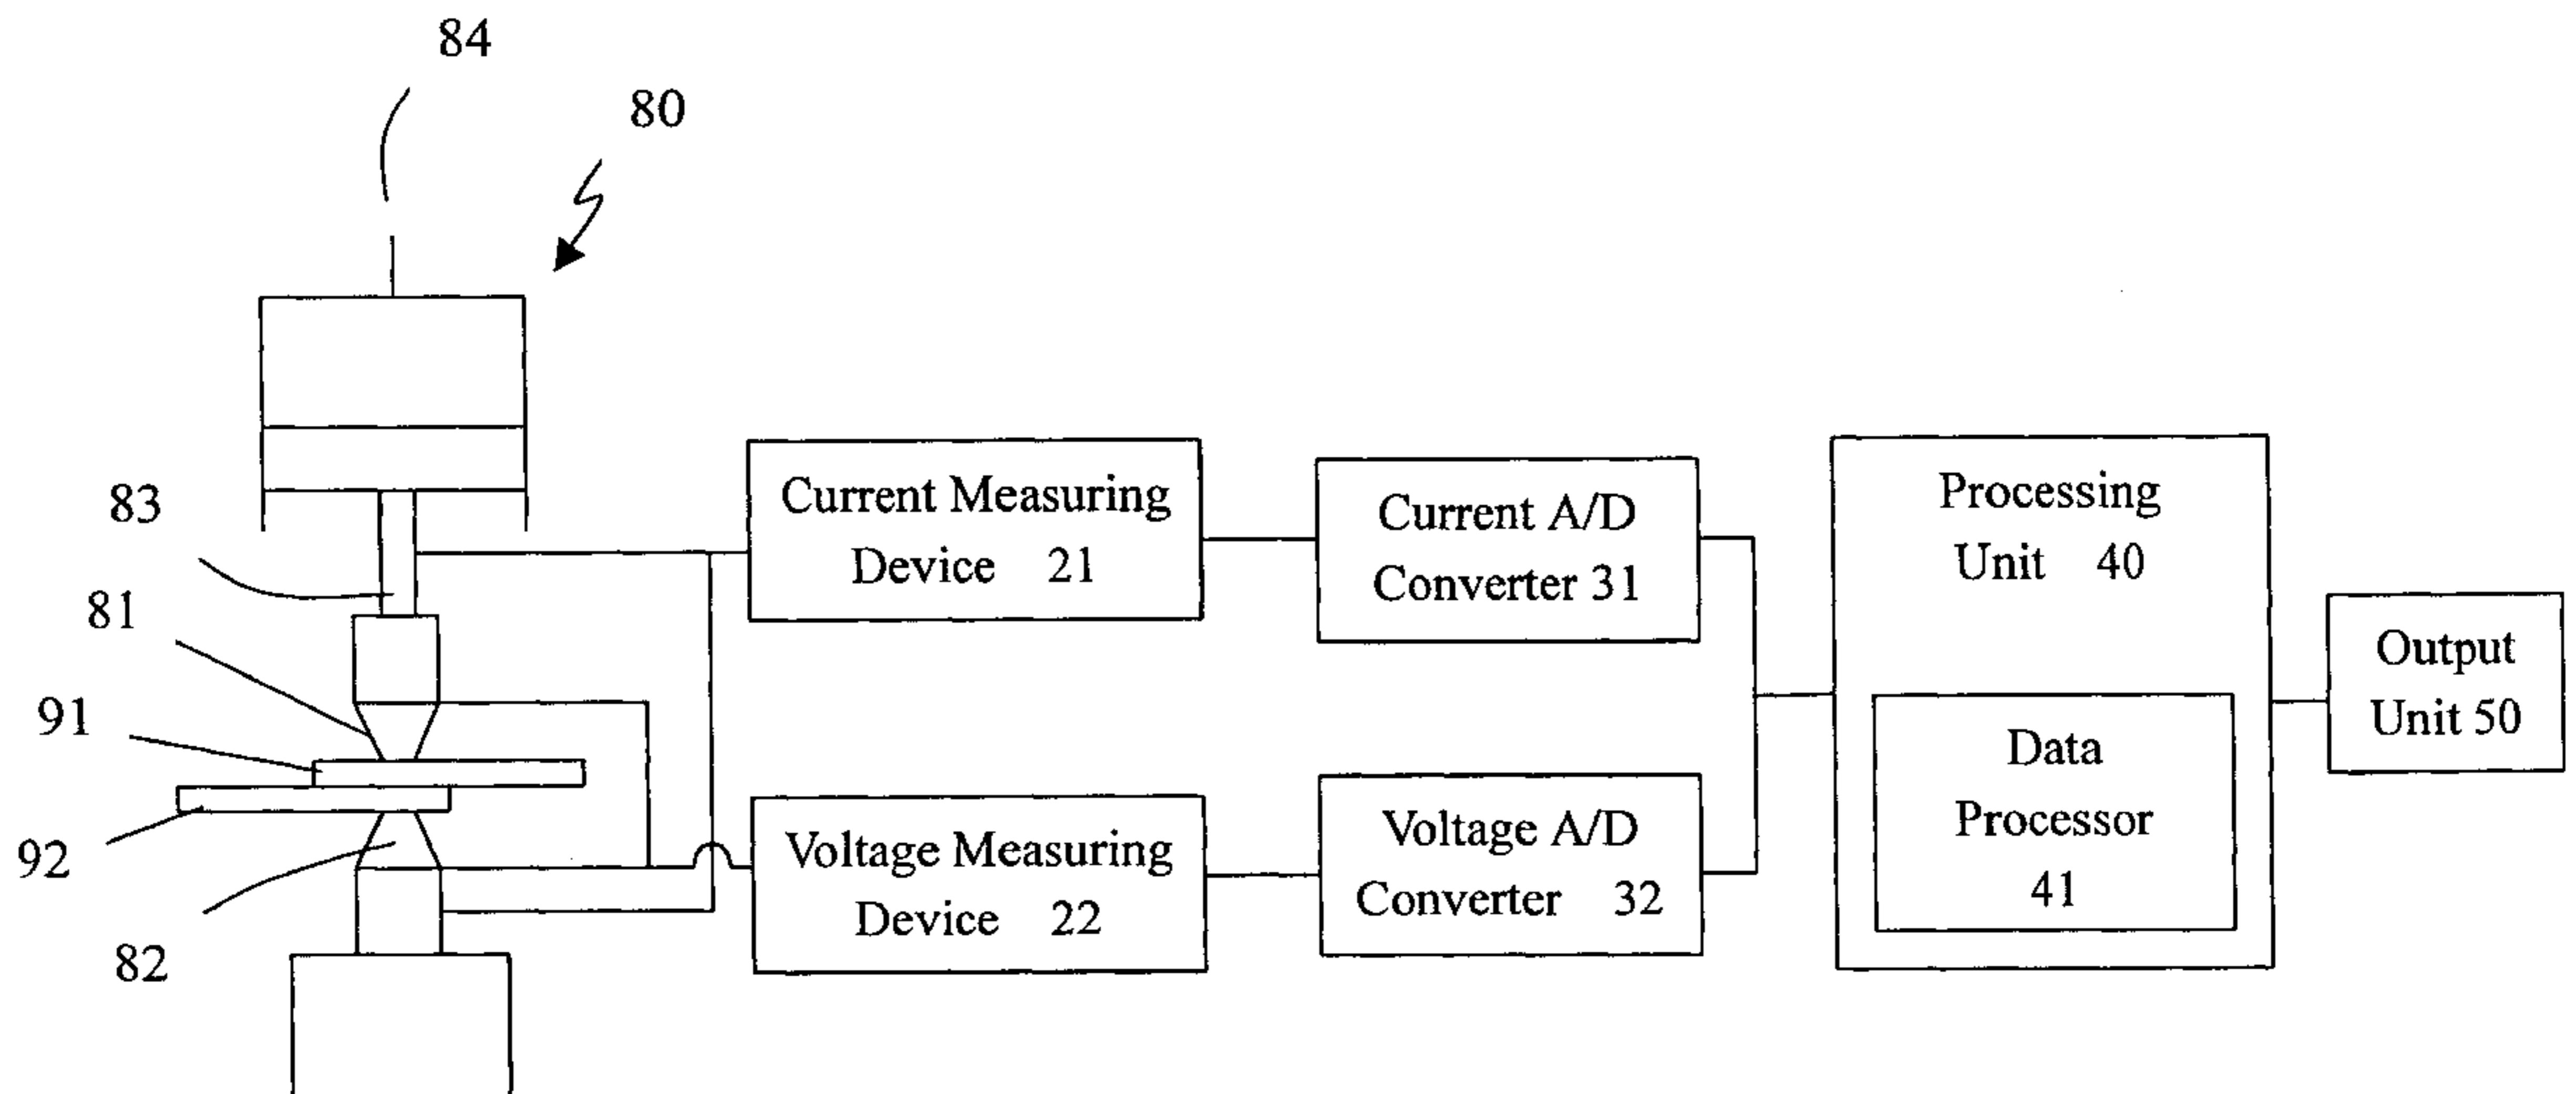 84
80
83
81
91
92
82
Current Measuring
Device 21
Current A/D
Converter 31
Voltage Measuring
Device 22
Voltage A/D
Converter 32
Processing
Unit 40
Data
Processor
41
Output
Unit 50